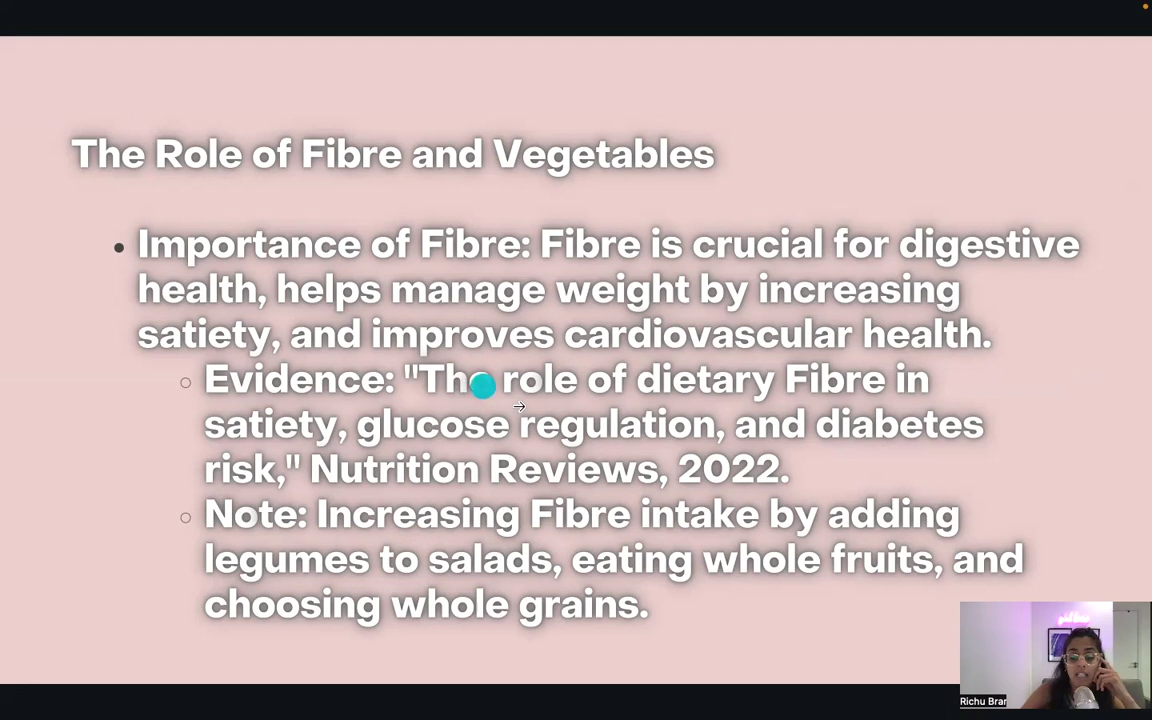 The Role of Fibre and Vegetables
Importance of Fibre: Fibre is crucial for digestive
health, helps manage weight by increasing
satiety, and improves cardiovascular health.
Evidence: "The role of dietary Fibre in
satiety, glucose regulation, and diabetes
risk," Nutrition Reviews, 2022.
Note: Increasing Fibre intake by adding
legumes to salads, eating whole fruits, and
choosing whole grains.
Richu Brar